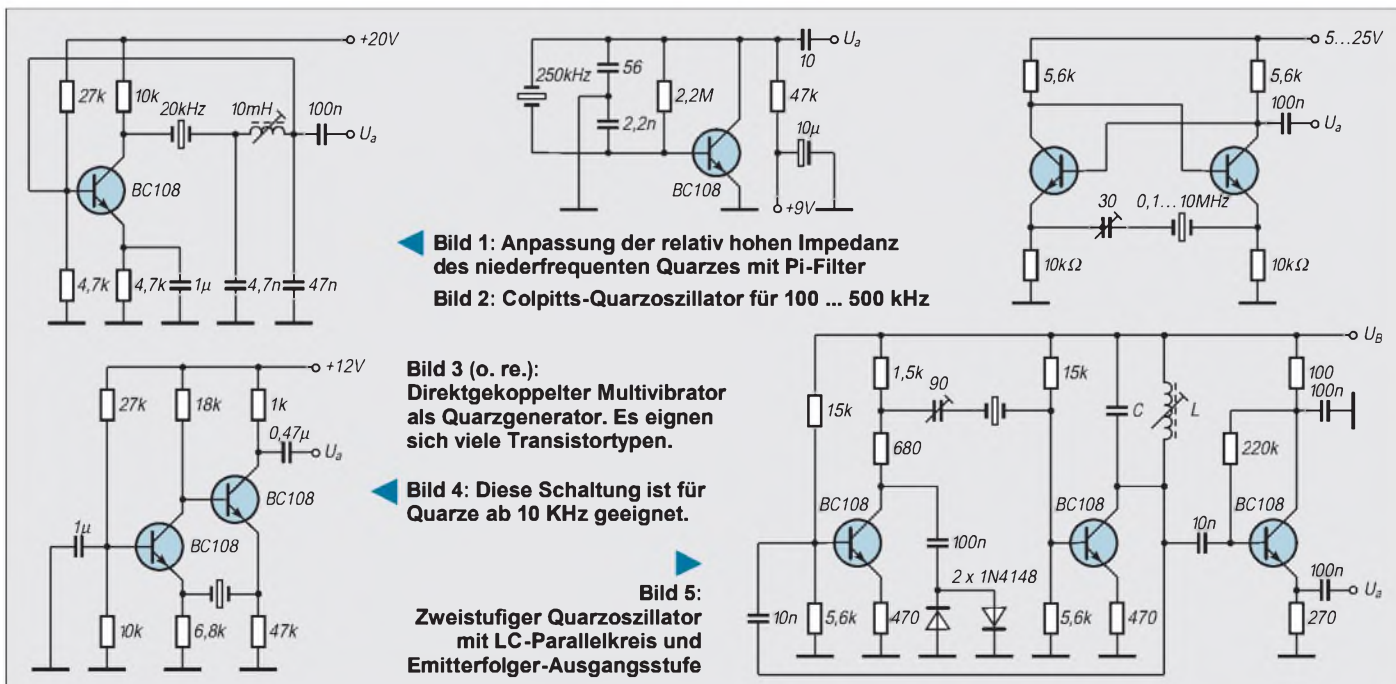 +20V
27k
10k
20kHz
10mH
100n
Ua
BC108
4,7k
4,7k
1µ
4,7n
47n
250kHz
56
2,2n
2,2M
10
Ua
47k
10µ
BC108
+9V
5...25V
5,6k
5,6k
100n
Ua
30
0,1...10MHz
10kΩ
10kΩ
Bild 1: Anpassung der relativ hohen Impedanz
des niederfrequenten Quarzes mit Pi-Filter
Bild 2: Colpitts-Quarzoszillator für 100 ... 500 kHz
Bild 3 (o. re.):
Direktgekoppelter Multivibrator
als Quarzgenerator. Es eignen
sich viele Transistortypen.
+12V
27k
18k
1k
0,47µ
Ua
BC108
1µ
BC108
10k
6,8k
47k
Bild 4: Diese Schaltung ist für
Quarze ab 10 KHz geeignet.
Bild 5:
Zweistufiger Quarzoszillator
mit LC-Parallelkreis und
Emitterfolger-Ausgangsstufe
UB
15k
1,5k
90
15k
C
L
100
100n
680
220k
BC108
BC108
BC108
100n
10n
2 x 1N4148
100n
Ua
10n
5,6k
470
5,6k
470
270